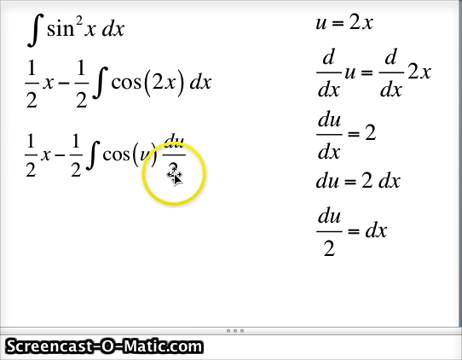 ∫ sin² x dx
1/2 x − 1/2 ∫ cos(2x) dx
1/2 x − 1/2 ∫ cos(u) du/2
u = 2x
d/dx u = d/dx 2x
du/dx = 2
du = 2 dx
du/2 = dx
Screencast-O-Matic.com